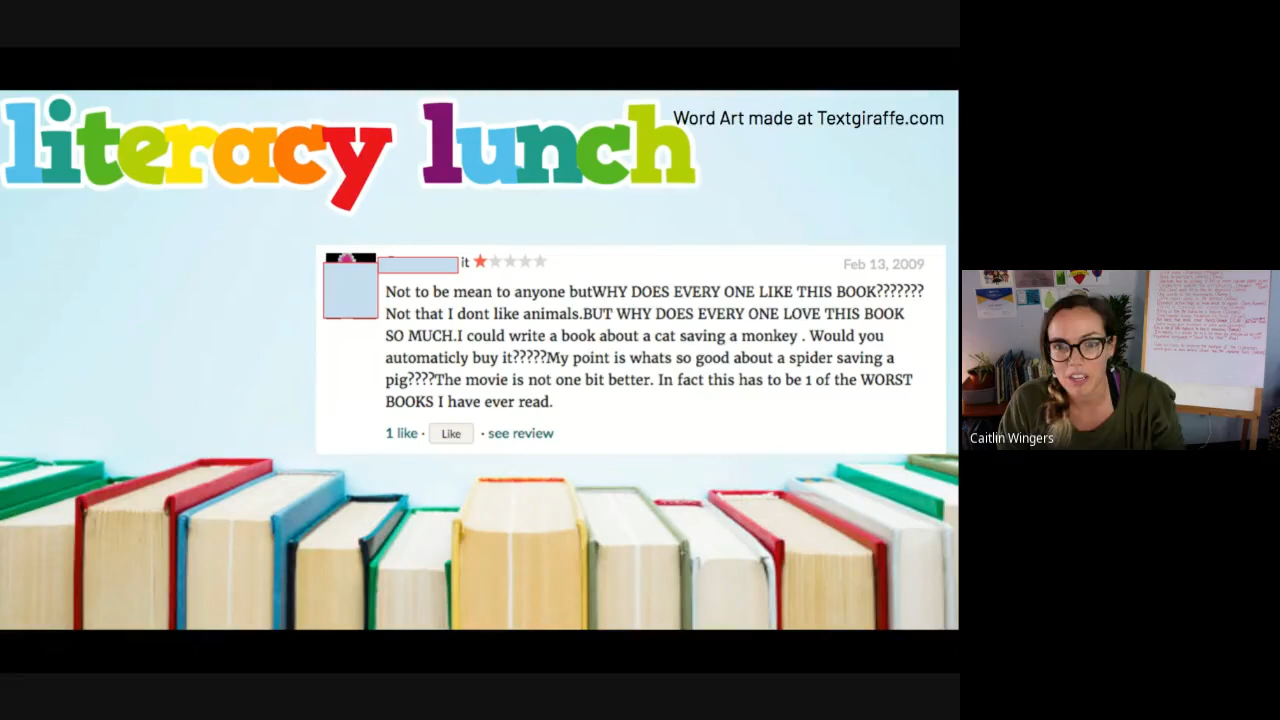 literacy lunch
Word Art made at Textgiraffe.com
it
Feb 13, 2009
Not to be mean to anyone butWHY DOES EVERY ONE LIKE THIS BOOK???????
Not that I dont like animals.BUT WHY DOES EVERY ONE LOVE THIS BOOK
SO MUCH.I could write a book about a cat saving a monkey . Would you
automaticly buy it?????My point is whats so good about a spider saving a
pig????The movie is not one bit better. In fact this has to be 1 of the WORST
BOOKS I have ever read.
1 like · Like · see review
Caitlin Wingers